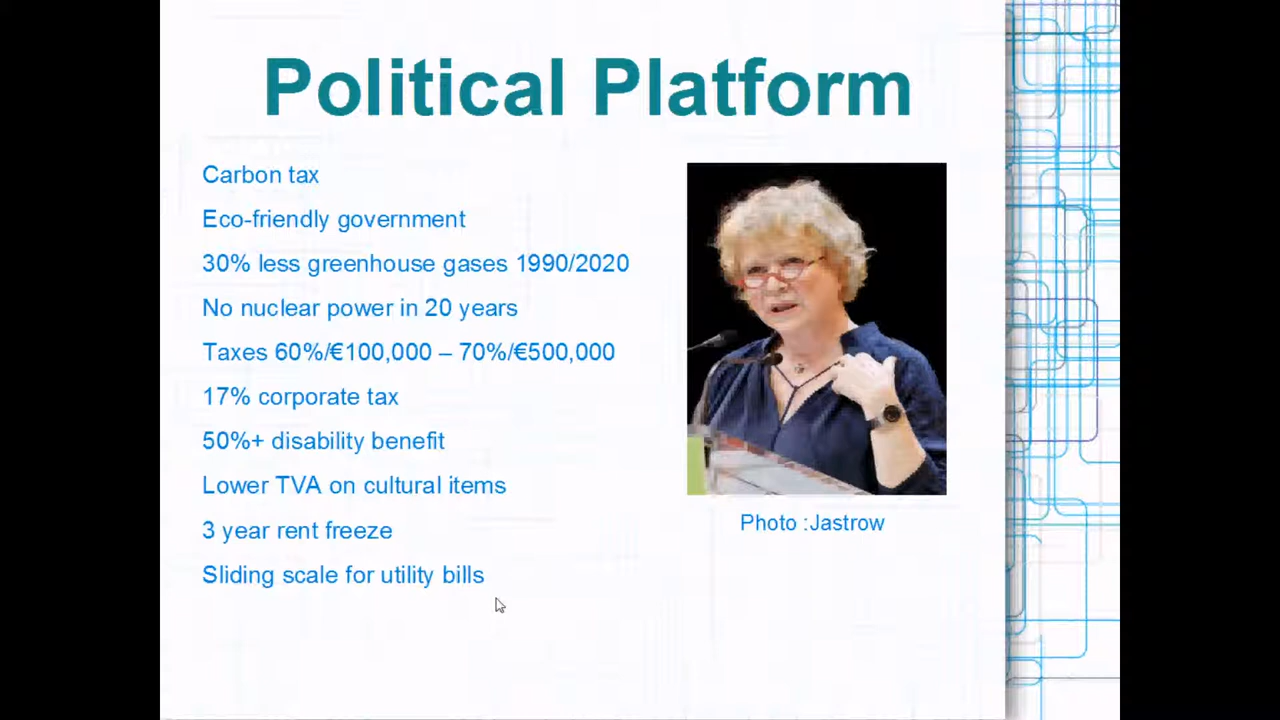 Political Platform
Carbon tax
Eco-friendly government
30% less greenhouse gases 1990/2020
No nuclear power in 20 years
Taxes 60%/€100,000 – 70%/€500,000
17% corporate tax
50%+ disability benefit
Lower TVA on cultural items
3 year rent freeze
Sliding scale for utility bills
Photo :Jastrow